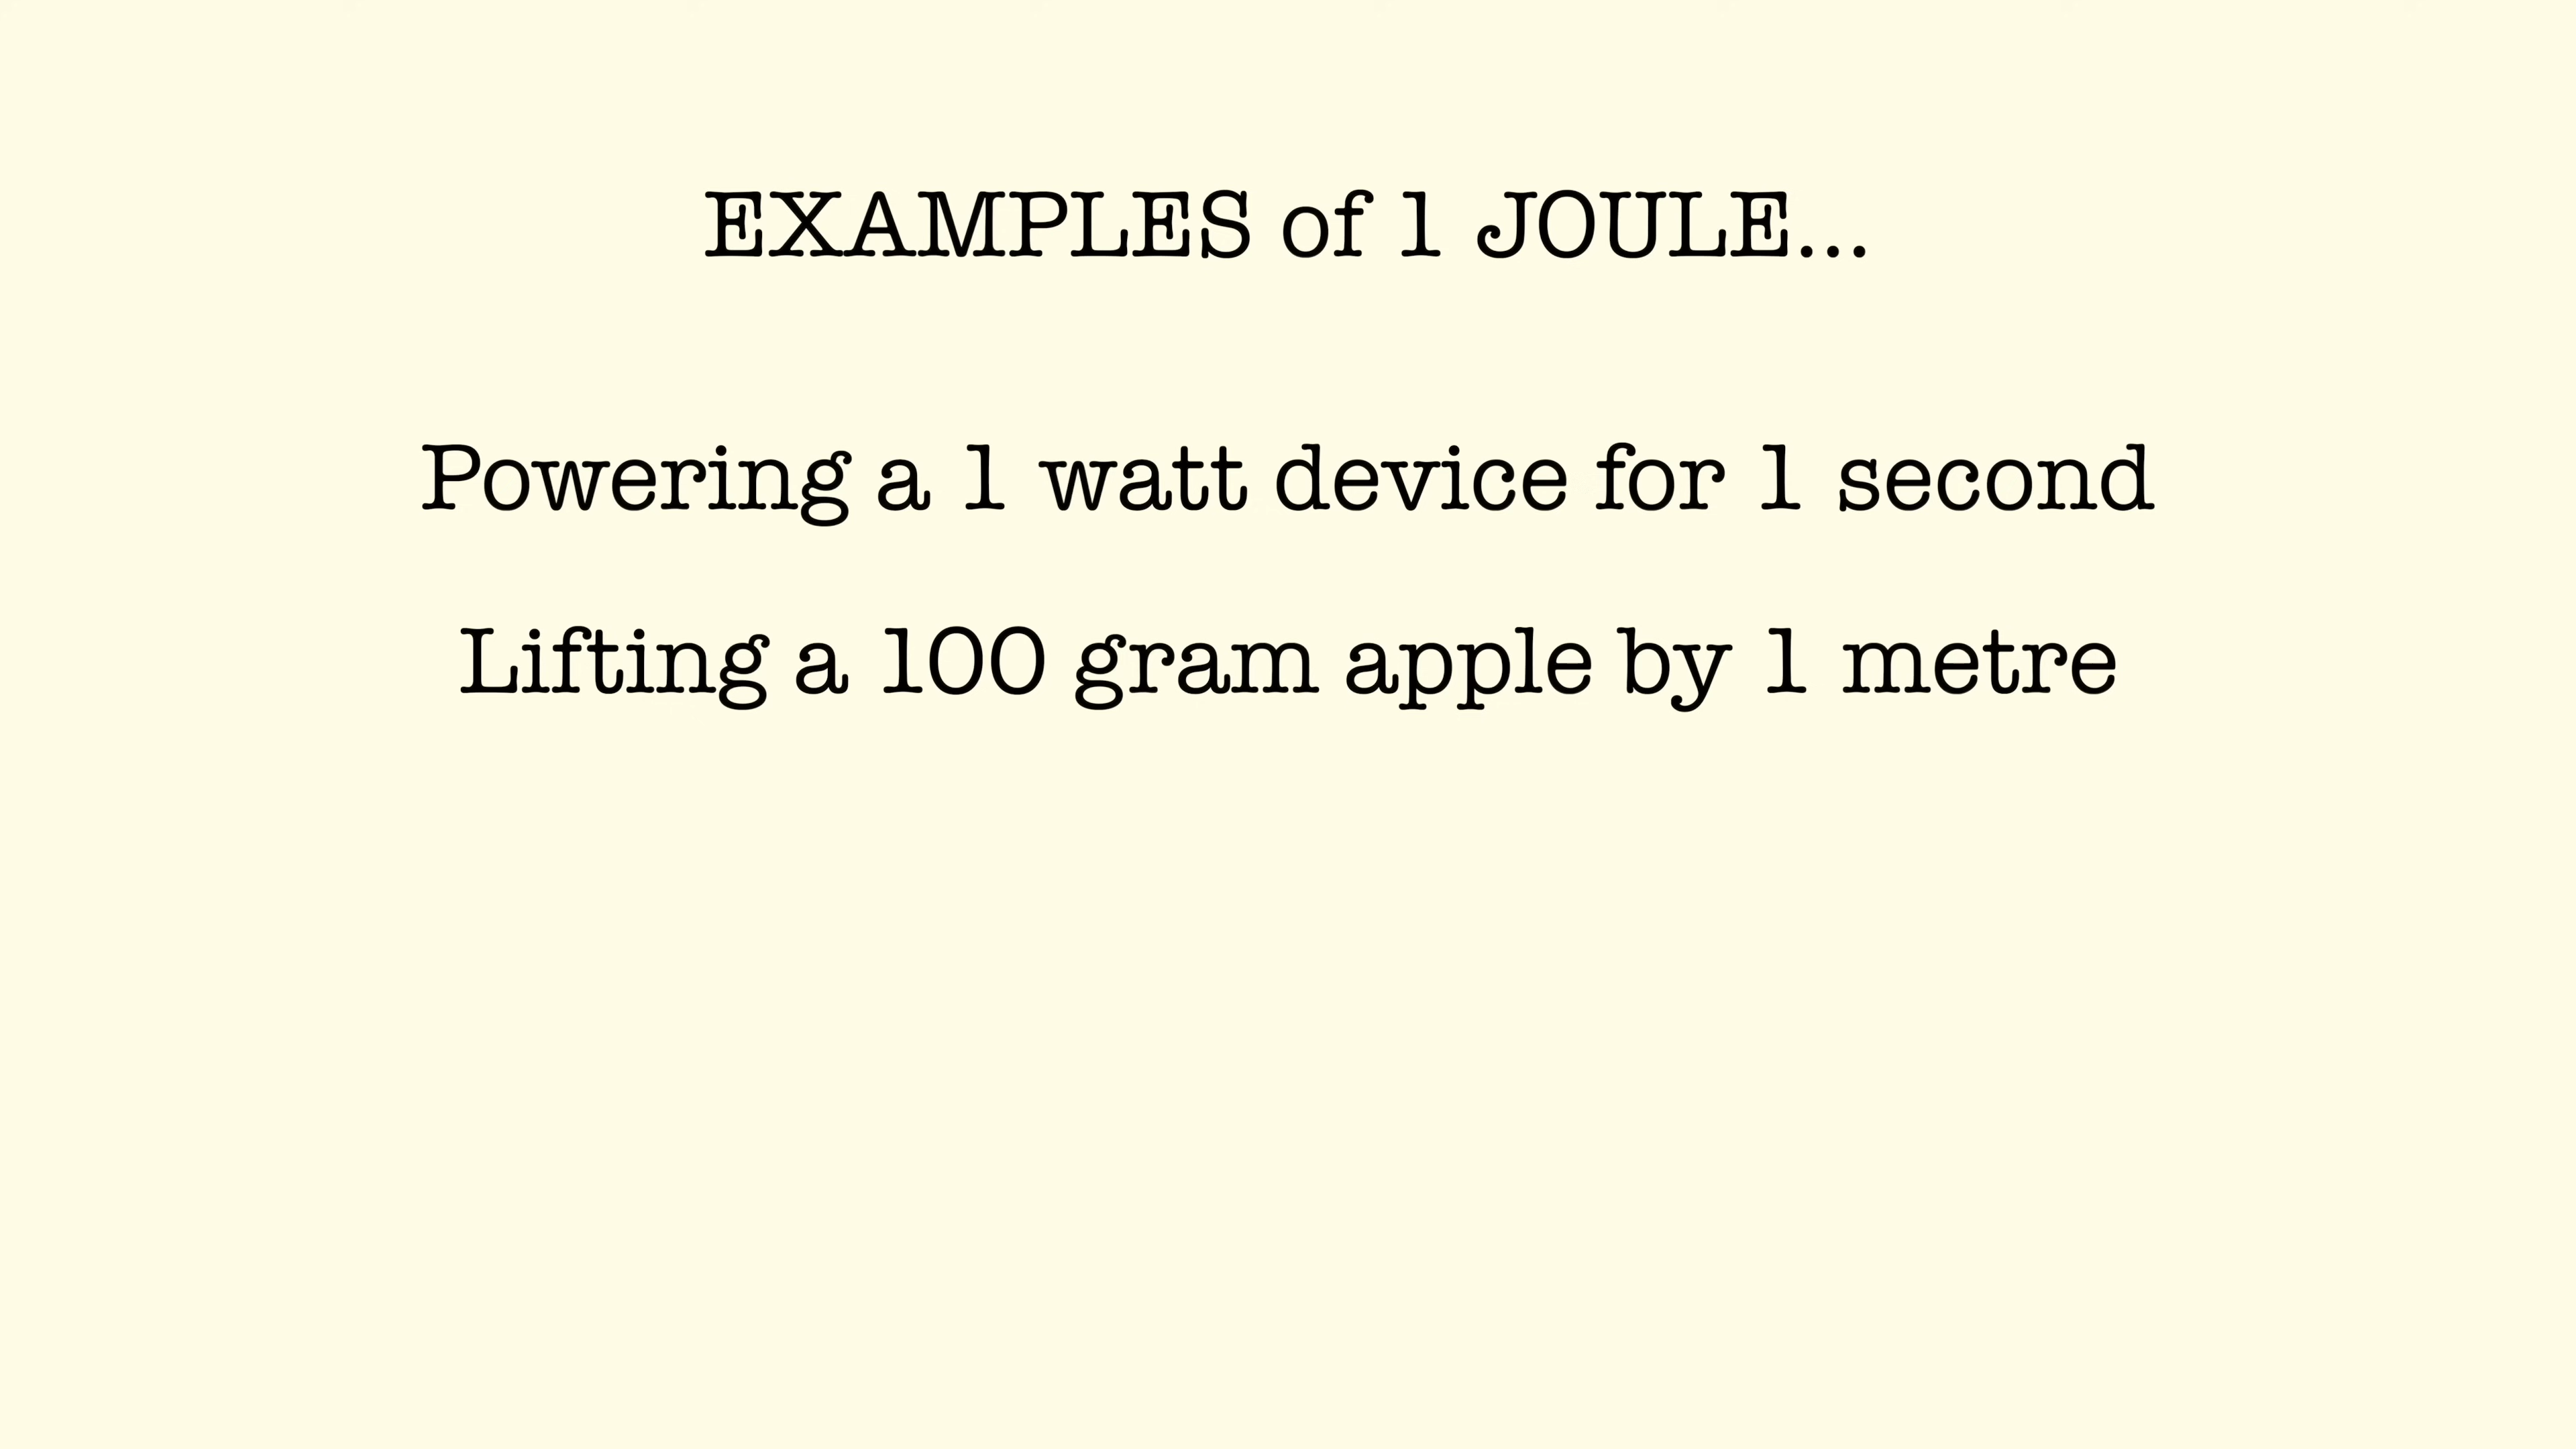 EXAMPLES of 1 JOULE...
Powering a 1 watt device for 1 second
Lifting a 100 gram apple by 1 metre